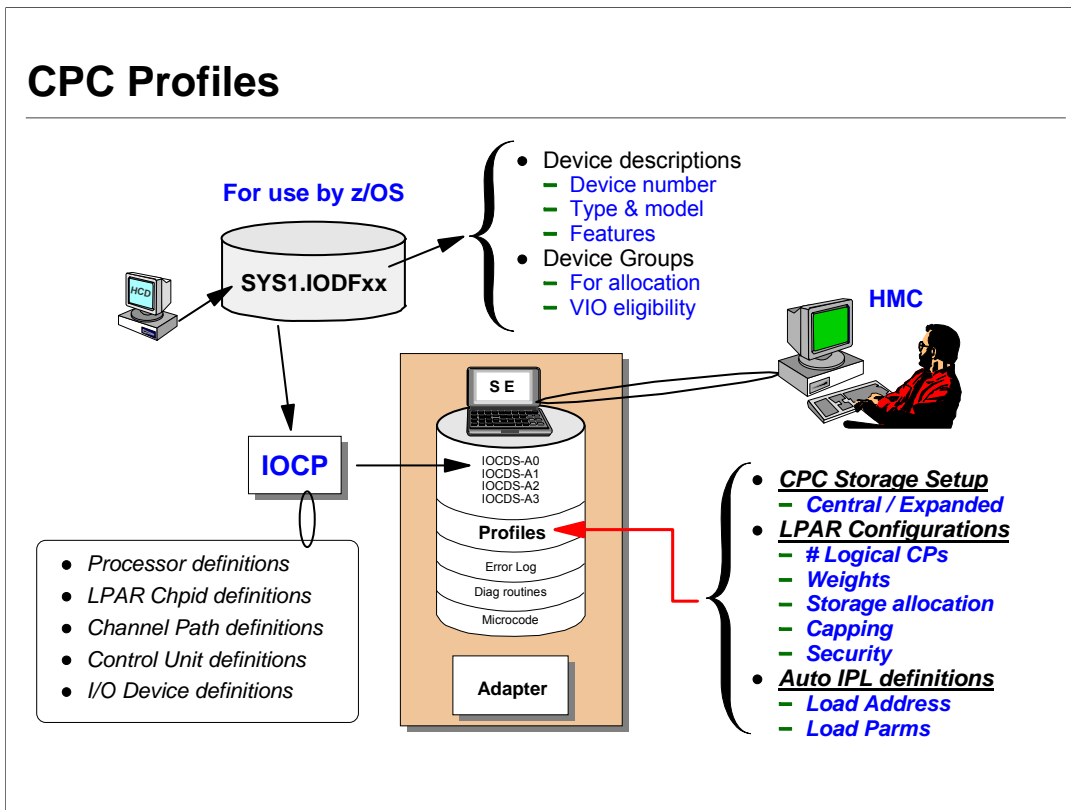 CPC Profiles
For use by z/OS
HCD
SYS1.IODFxx
● Device descriptions
– Device number
– Type & model
– Features
● Device Groups
– For allocation
– VIO eligibility
HMC
S E
IOCP
IOCDS-A0
IOCDS-A1
IOCDS-A2
IOCDS-A3
Profiles
Error Log
Diag routines
Microcode
Adapter
● Processor definitions
● LPAR Chpid definitions
● Channel Path definitions
● Control Unit definitions
● I/O Device definitions
● CPC Storage Setup
– Central / Expanded
● LPAR Configurations
– # Logical CPs
– Weights
– Storage allocation
– Capping
– Security
● Auto IPL definitions
– Load Address
– Load Parms